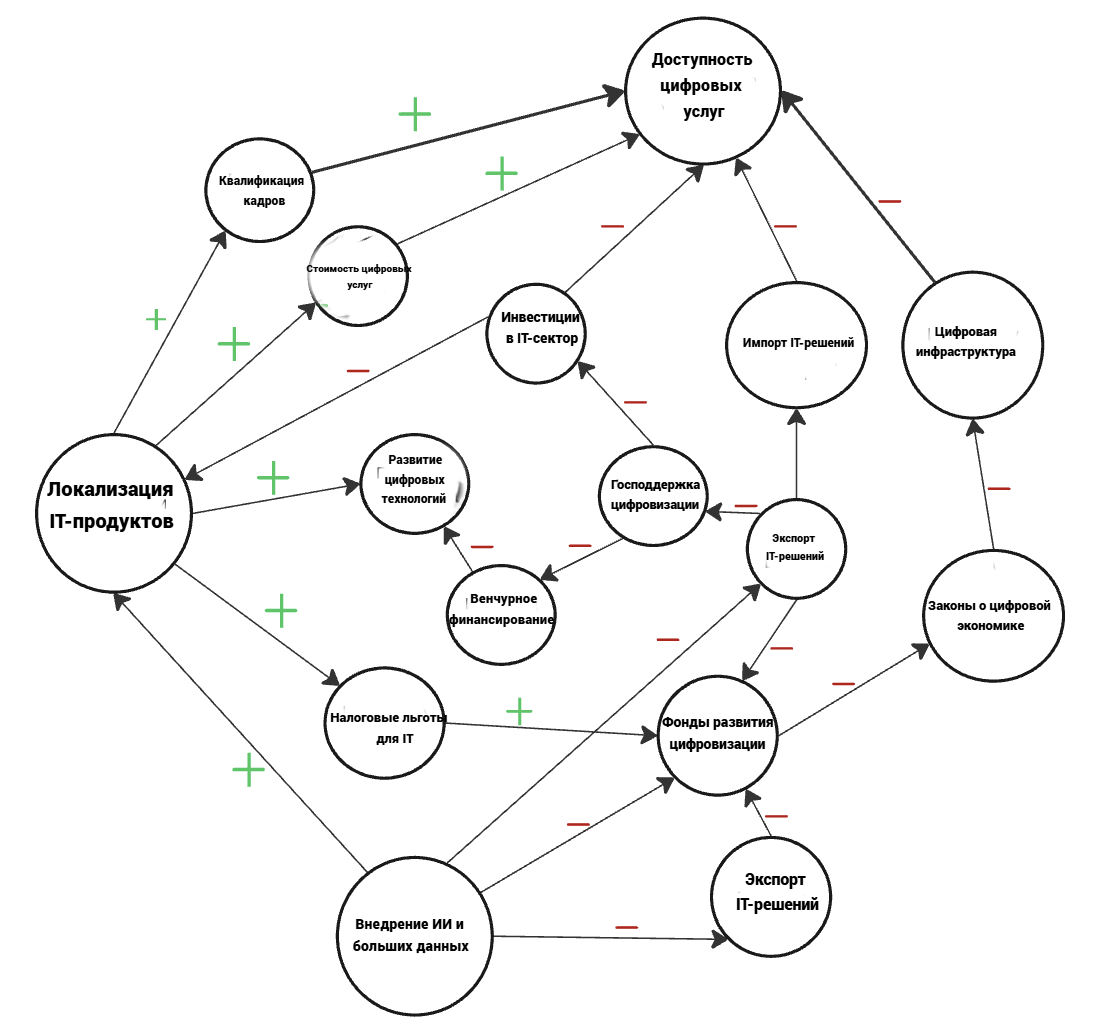 Доступность
цифровых
услуг
+
+
Квалификация
кадров
−
−
−
Стоимость цифровых
услуг
+
+
Инвестиции
в IT-сектор
Импорт IT-решений
Цифровая
инфраструктура
−
−
Локализация
IT-продуктов
+
Развитие
цифровых
технологий
Господдержка
цифровизации
−
−
Экспорт
IT-решений
−
−
Венчурное
финансирование
Законы о цифровой
экономике
+
−
−
−
Налоговые льготы
для IT
+
Фонды развития
цифровизации
+
−
−
Экспорт
IT-решений
Внедрение ИИ и
больших данных
−